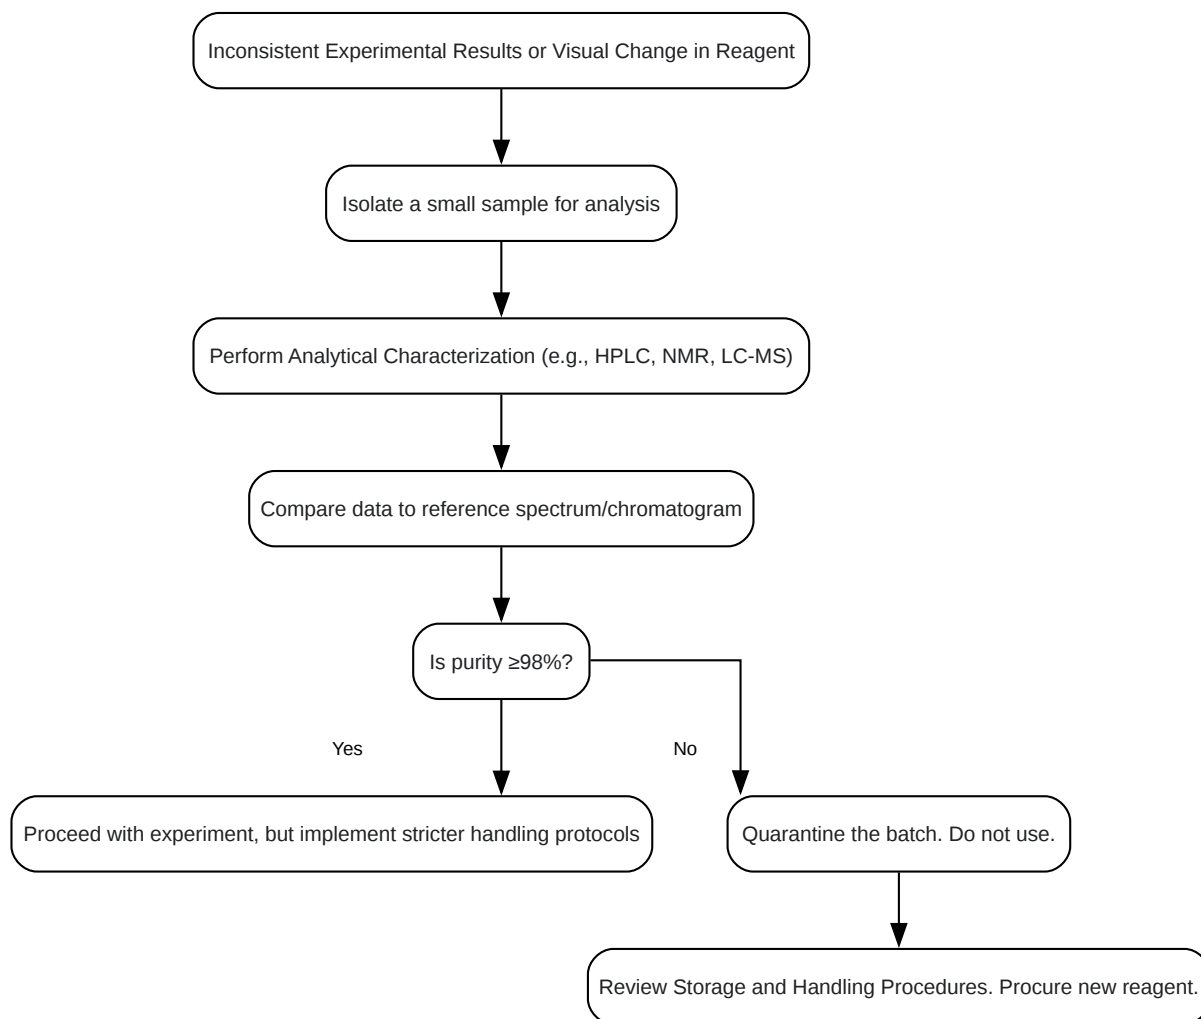 Inconsistent Experimental Results or Visual Change in Reagent
Isolate a small sample for analysis
Perform Analytical Characterization (e.g., HPLC, NMR, LC-MS)
Compare data to reference spectrum/chromatogram
Is purity ≥98%?
Yes
No
Proceed with experiment, but implement stricter handling protocols
Quarantine the batch. Do not use.
Review Storage and Handling Procedures. Procure new reagent.